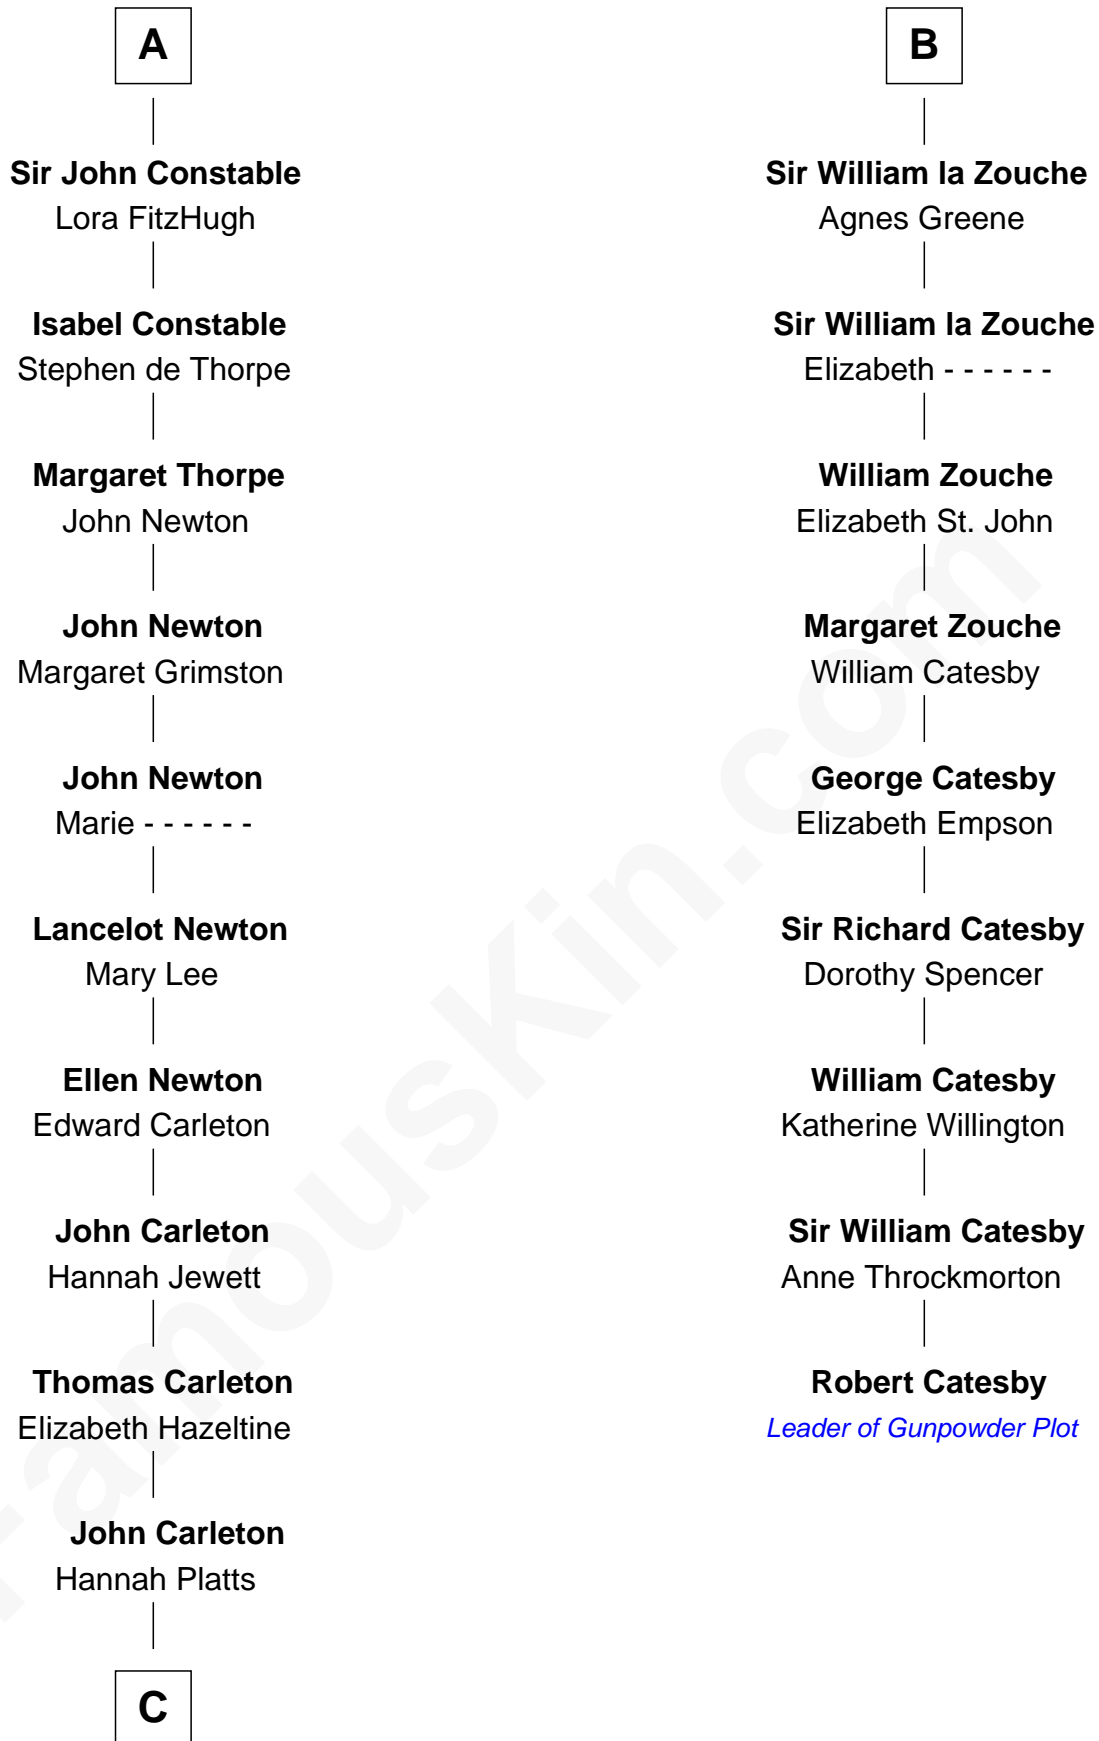 A
Sir John Constable
Lora FitzHugh
Isabel Constable
Stephen de Thorpe
Margaret Thorpe
John Newton
John Newton
Margaret Grimston
John Newton
Marie - - - - - -
Lancelot Newton
Mary Lee
Ellen Newton
Edward Carleton
John Carleton
Hannah Jewett
Thomas Carleton
Elizabeth Hazeltine
John Carleton
Hannah Platts
C
B
Sir William la Zouche
Agnes Greene
Sir William la Zouche
Elizabeth - - - - - -
William Zouche
Elizabeth St. John
Margaret Zouche
William Catesby
George Catesby
Elizabeth Empson
Sir Richard Catesby
Dorothy Spencer
William Catesby
Katherine Willington
Sir William Catesby
Anne Throckmorton
Robert Catesby
Leader of Gunpowder Plot
FamousKin.com